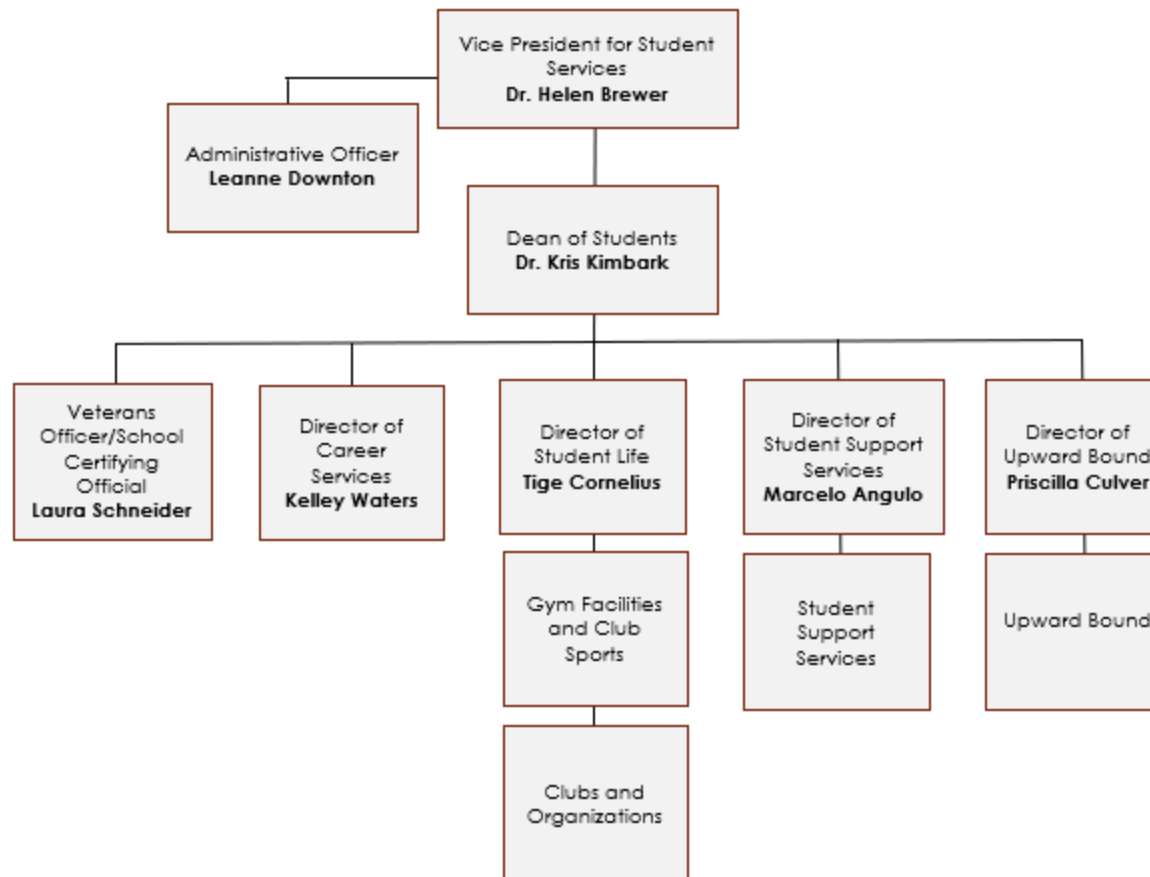 Vice President for Student
Services
Dr. Helen Brewer
Administrative Officer
Leanne Downton
Dean of Students
Dr. Kris Kimbark
Veterans
Officer/School
Certifying
Official
Laura Schneider
Director of
Career
Services
Kelley Waters
Director of
Student Life
Tige Cornelius
Director of
Student Support
Services
Marcelo Angulo
Director of
Upward Bound
Priscilla Culver
Gym Facilities
and Club
Sports
Student
Support
Services
Upward Bound
Clubs and
Organizations